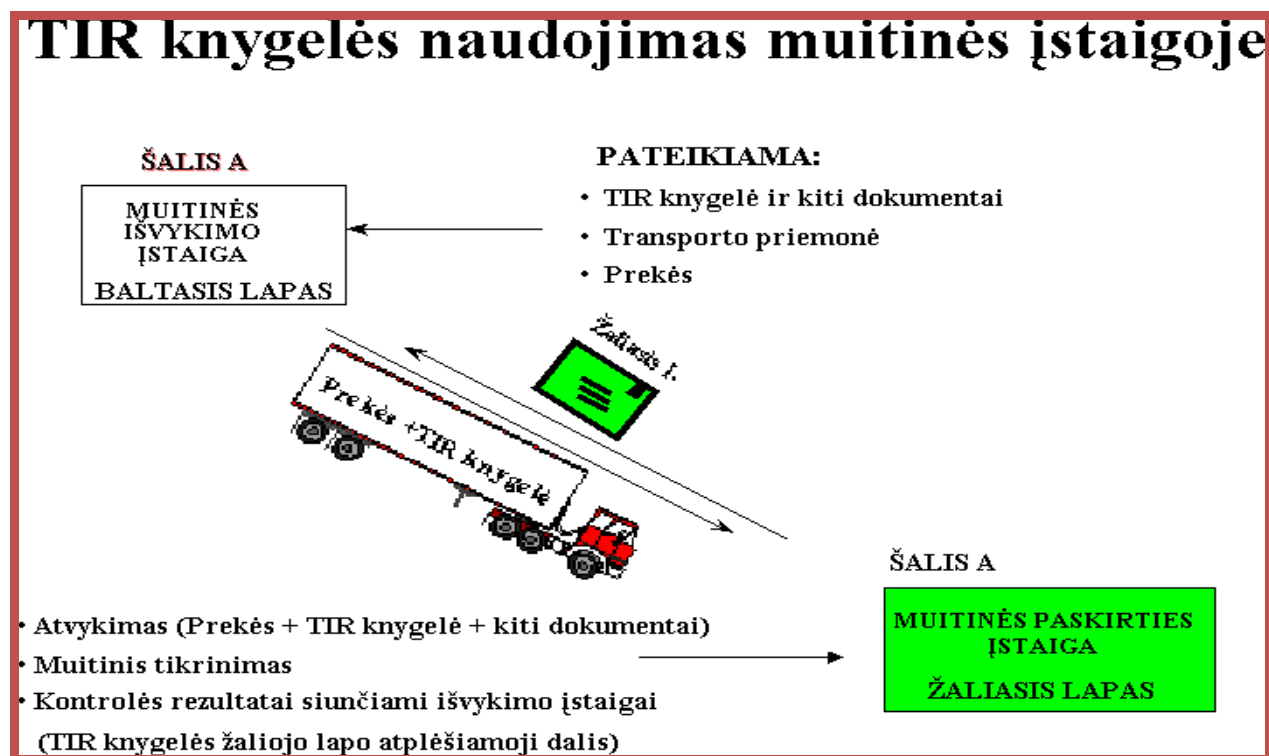 TIR knygelės naudojimas muitinės įstaigoje
ŠALIS A
MUITINĖS
IŠVYKIMO
ĮSTAIGA
BALTASIS LAPAS
PATEIKIAMA:
• TIR knygelė ir kiti dokumentai
• Transporto priemonė
• Prekės
Žaliasis l.
Prekės +TIR knygelė
ŠALIS A
MUITINĖS PASKIRTIES
ĮSTAIGA
ŽALIASIS LAPAS
• Atvykimas (Prekės + TIR knygelė + kiti dokumentai)
• Muitinis tikrinimas
• Kontrolės rezultatai siunčiami išvykimo įstaigai
(TIR knygelės žaliojo lapo atplėšiamoji dalis)